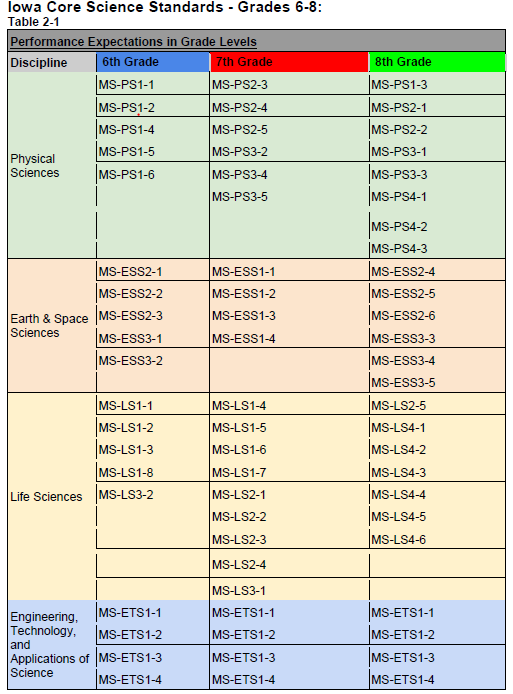 Iowa Core Science Standards - Grades 6-8:
Table 2-1
Performance Expectations in Grade Levels
Discipline 6th Grade 7th Grade 8th Grade
Physical
Sciences
MS-PS1-1 MS-PS2-3 MS-PS1-3
MS-PS1-2 MS-PS2-4 MS-PS2-1
MS-PS1-4 MS-PS2-5 MS-PS2-2
MS-PS1-5 MS-PS3-2 MS-PS3-1
MS-PS1-6 MS-PS3-4 MS-PS3-3
MS-PS3-5 MS-PS4-1
MS-PS4-2
MS-PS4-3
Earth & Space
Sciences
MS-ESS2-1 MS-ESS1-1 MS-ESS2-4
MS-ESS2-2 MS-ESS1-2 MS-ESS2-5
MS-ESS2-3 MS-ESS1-3 MS-ESS2-6
MS-ESS3-1 MS-ESS1-4 MS-ESS3-3
MS-ESS3-2 MS-ESS3-4
MS-ESS3-5
Life Sciences
MS-LS1-1 MS-LS1-4 MS-LS2-5
MS-LS1-2 MS-LS1-5 MS-LS4-1
MS-LS1-3 MS-LS1-6 MS-LS4-2
MS-LS1-8 MS-LS1-7 MS-LS4-3
MS-LS3-2 MS-LS2-1 MS-LS4-4
MS-LS2-2 MS-LS4-5
MS-LS2-3 MS-LS4-6
MS-LS2-4
MS-LS3-1
Engineering,
Technology,
and
Applications of
Science
MS-ETS1-1 MS-ETS1-1 MS-ETS1-1
MS-ETS1-2 MS-ETS1-2 MS-ETS1-2
MS-ETS1-3 MS-ETS1-3 MS-ETS1-3
MS-ETS1-4 MS-ETS1-4 MS-ETS1-4